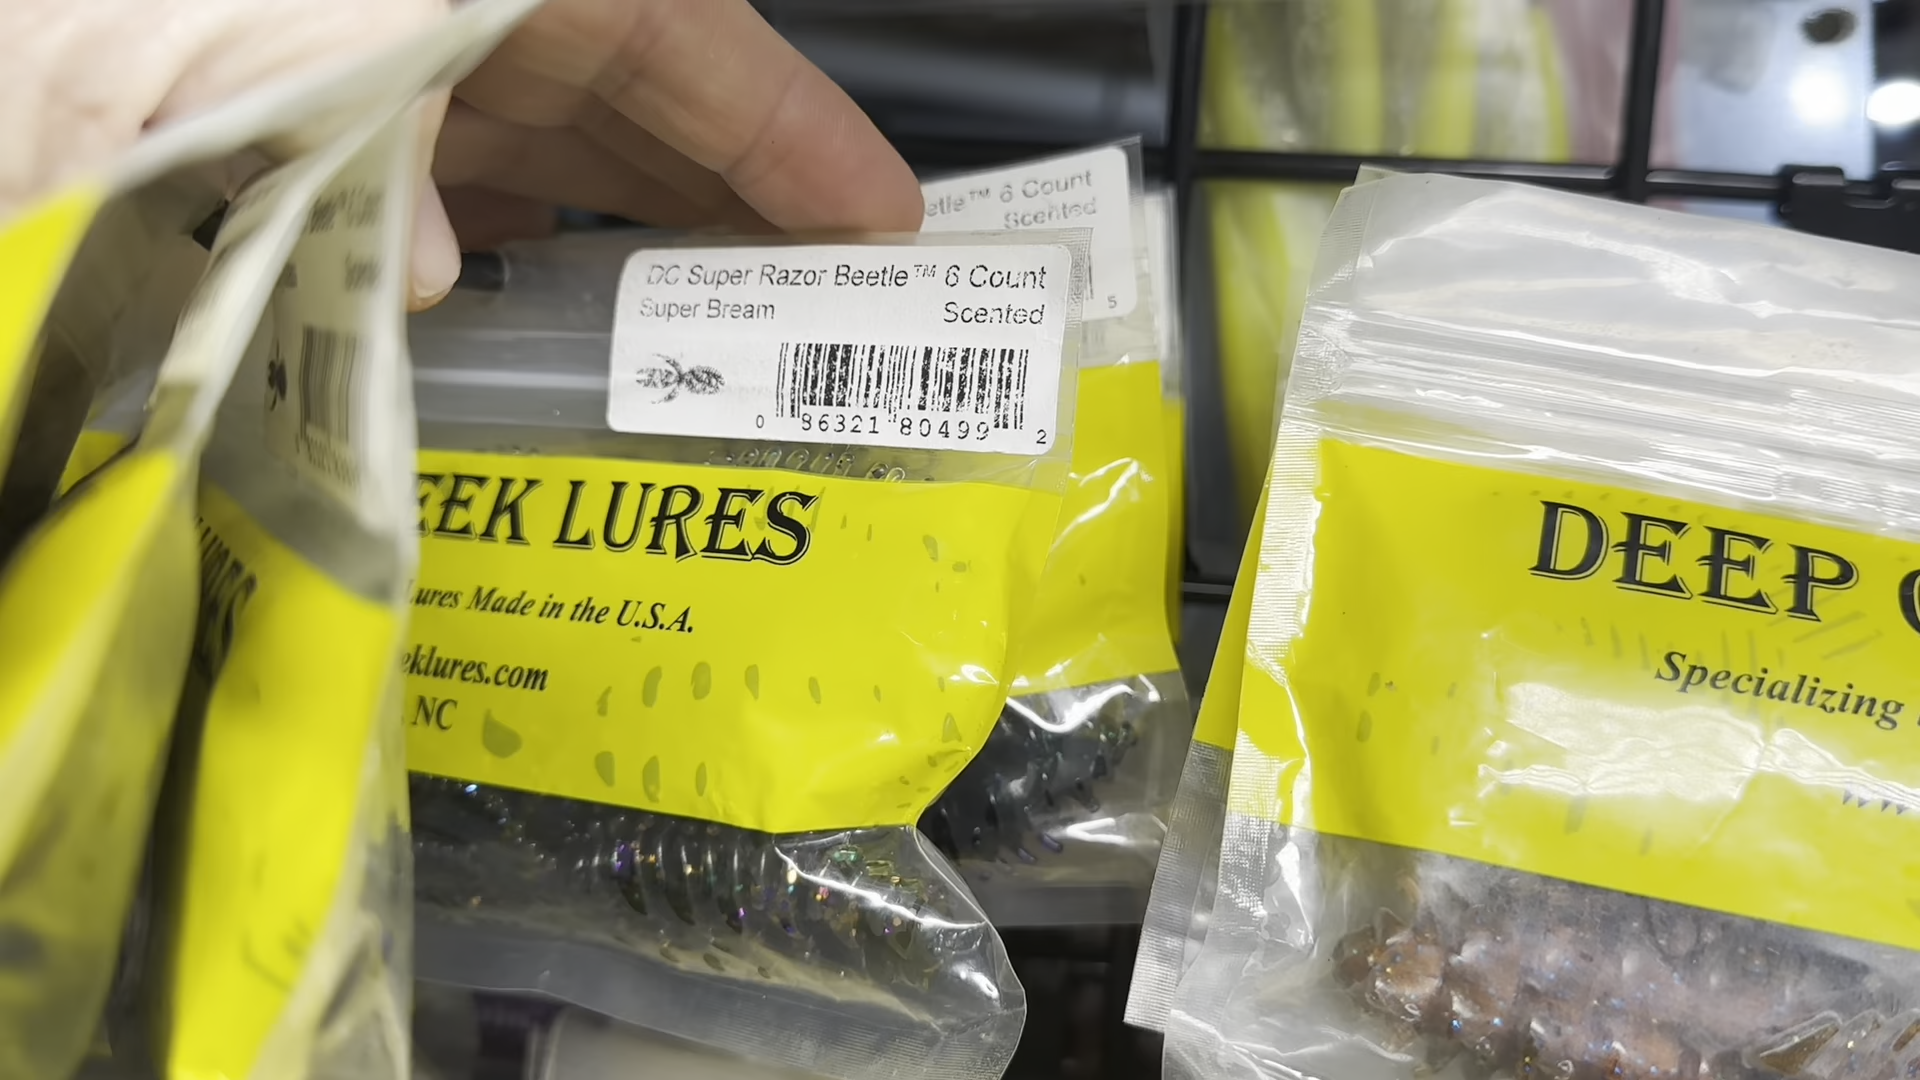 etle™ 6 Count
Scented
5
DC Super Razor Beetle™ 6 Count
Super Bream Scented
0 86321 80499 2
EEK LURES
Lures Made in the U.S.A.
eklures.com
NC
DEEP
Specializing